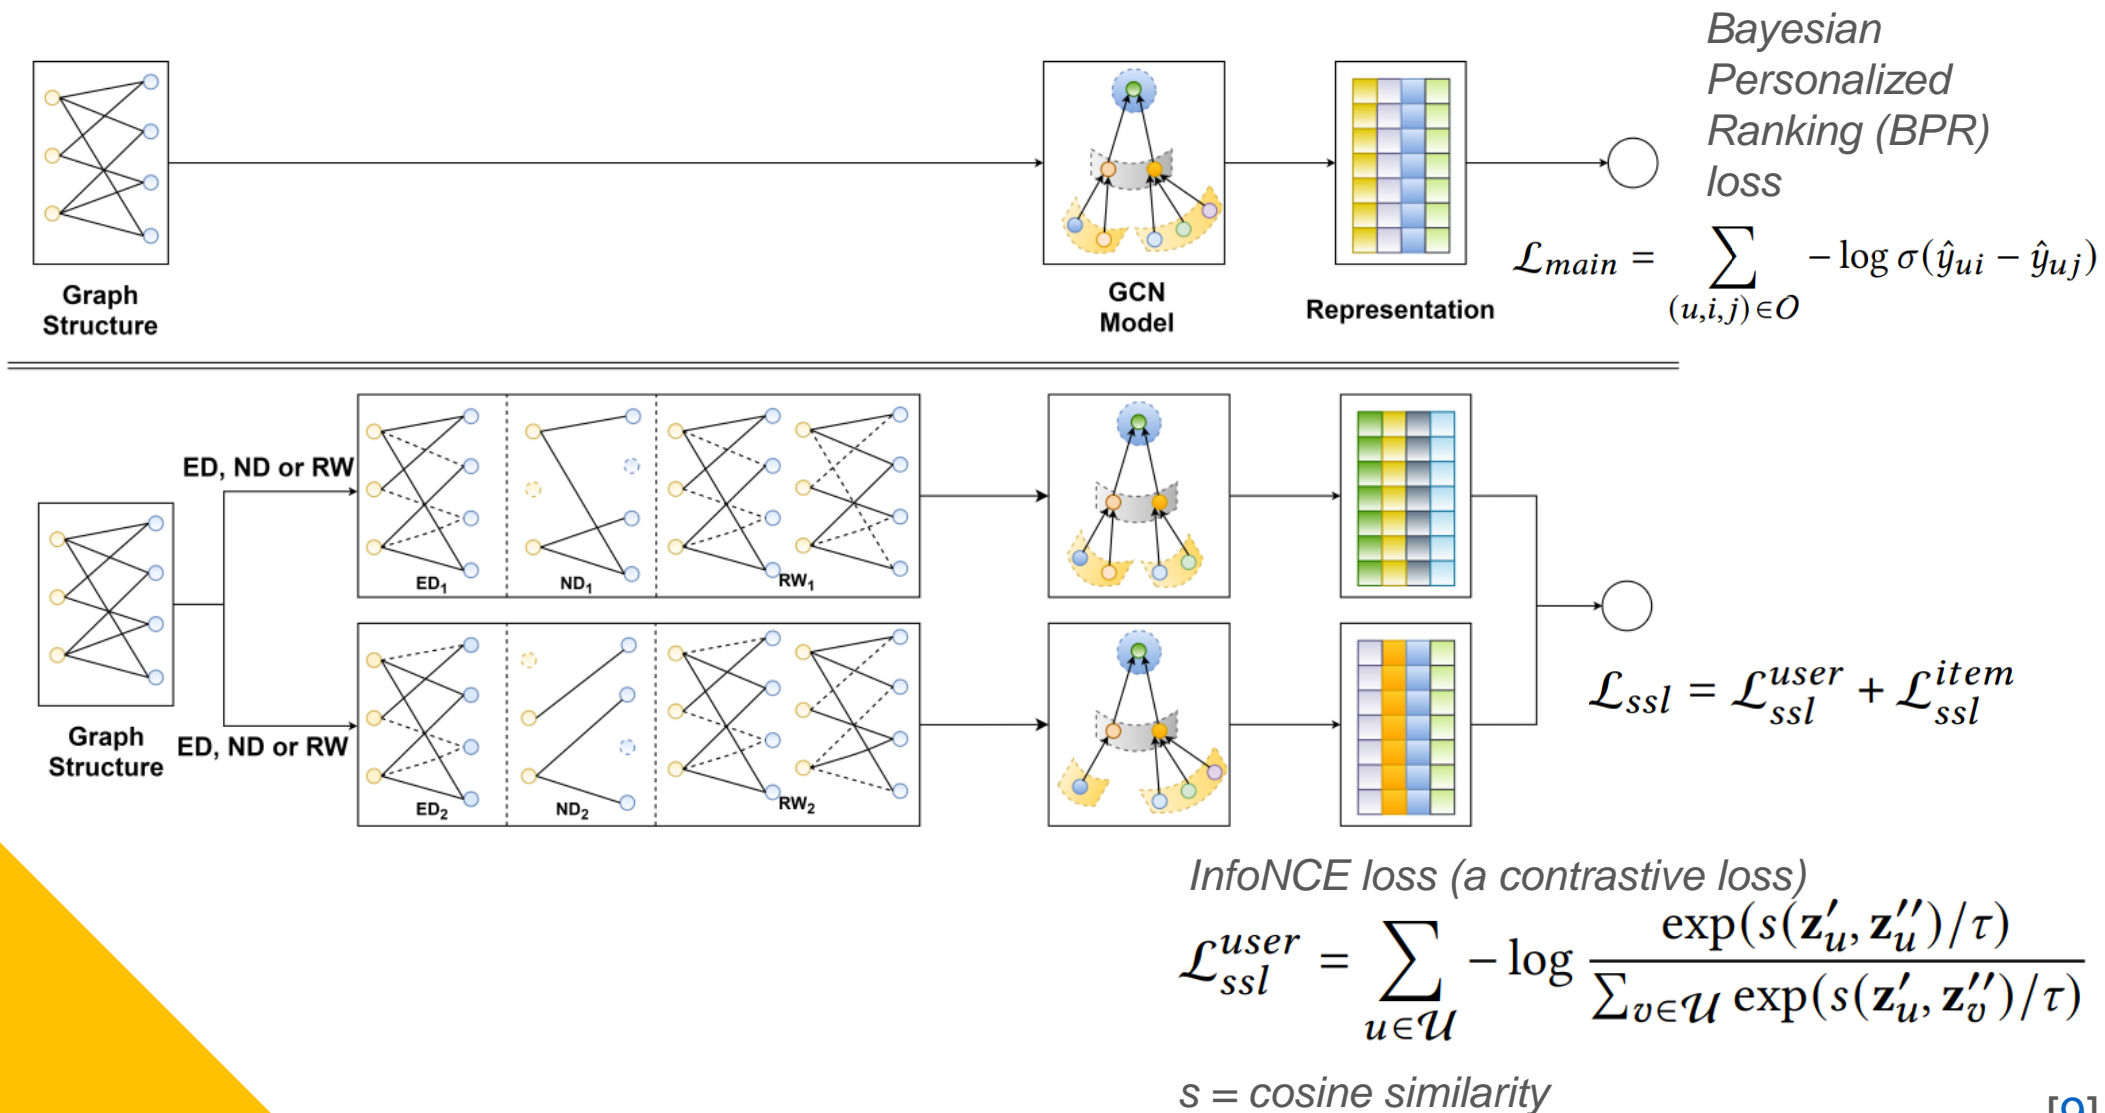 Bayesian
Personalized
Ranking (BPR)
loss
Graph
Structure
GCN
Model
Representation
ℒ_main = ∑_{(u,i,j)∈𝒪} − log σ(ŷ_ui − ŷ_uj)
ED, ND or RW
ED₁
ND₁
RW₁
Graph
Structure
ED, ND or RW
ED₂
ND₂
RW₂
ℒ_ssl = ℒ_ssl^user + ℒ_ssl^item
InfoNCE loss (a contrastive loss)
ℒ_ssl^user = ∑_{u∈𝒰} − log exp(s(z′_u, z″_u)/τ) / ∑_{v∈𝒰} exp(s(z′_u, z″_v)/τ)
s = cosine similarity